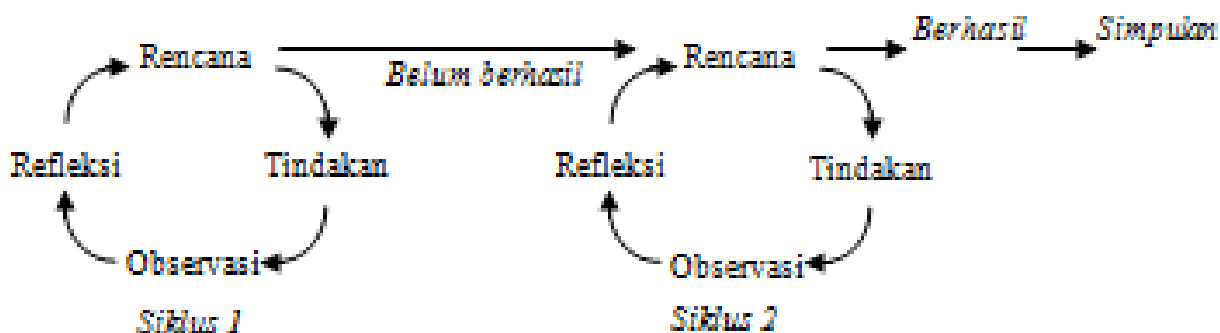 Rencana
Belum berhasil
Rencana
Berhasil
Simpulan
Refleksi
Tindakan
Refleksi
Tindakan
Observasi
Observasi
Siklus 1
Siklus 2